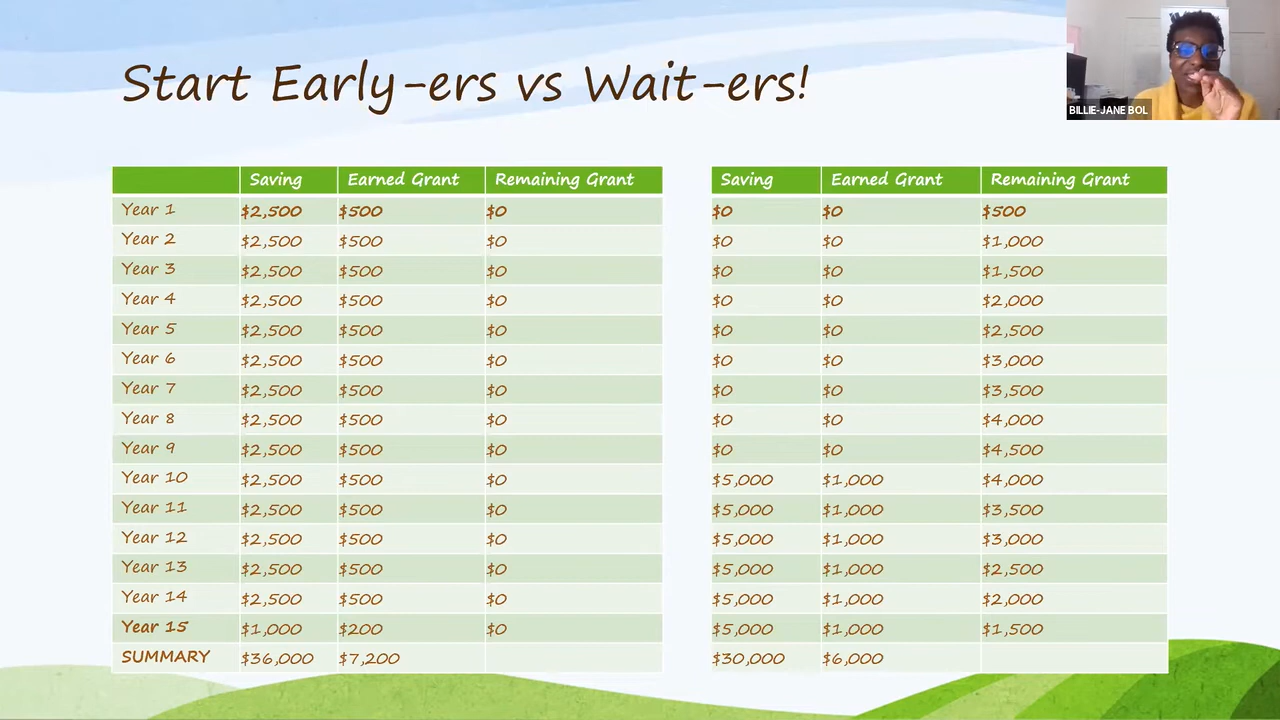 Start Early-ers vs Wait-ers!
BILLIE-JANE BOL
Saving Earned Grant Remaining Grant Saving Earned Grant Remaining Grant
Year 1 $2,500 $500 $0 $0 $0 $500
Year 2 $2,500 $500 $0 $0 $0 $1,000
Year 3 $2,500 $500 $0 $0 $0 $1,500
Year 4 $2,500 $500 $0 $0 $0 $2,000
Year 5 $2,500 $500 $0 $0 $0 $2,500
Year 6 $2,500 $500 $0 $0 $0 $3,000
Year 7 $2,500 $500 $0 $0 $0 $3,500
Year 8 $2,500 $500 $0 $0 $0 $4,000
Year 9 $2,500 $500 $0 $0 $0 $4,500
Year 10 $2,500 $500 $0 $5,000 $1,000 $4,000
Year 11 $2,500 $500 $0 $5,000 $1,000 $3,500
Year 12 $2,500 $500 $0 $5,000 $1,000 $3,000
Year 13 $2,500 $500 $0 $5,000 $1,000 $2,500
Year 14 $2,500 $500 $0 $5,000 $1,000 $2,000
Year 15 $1,000 $200 $0 $5,000 $1,000 $1,500
SUMMARY $36,000 $7,200 $30,000 $6,000